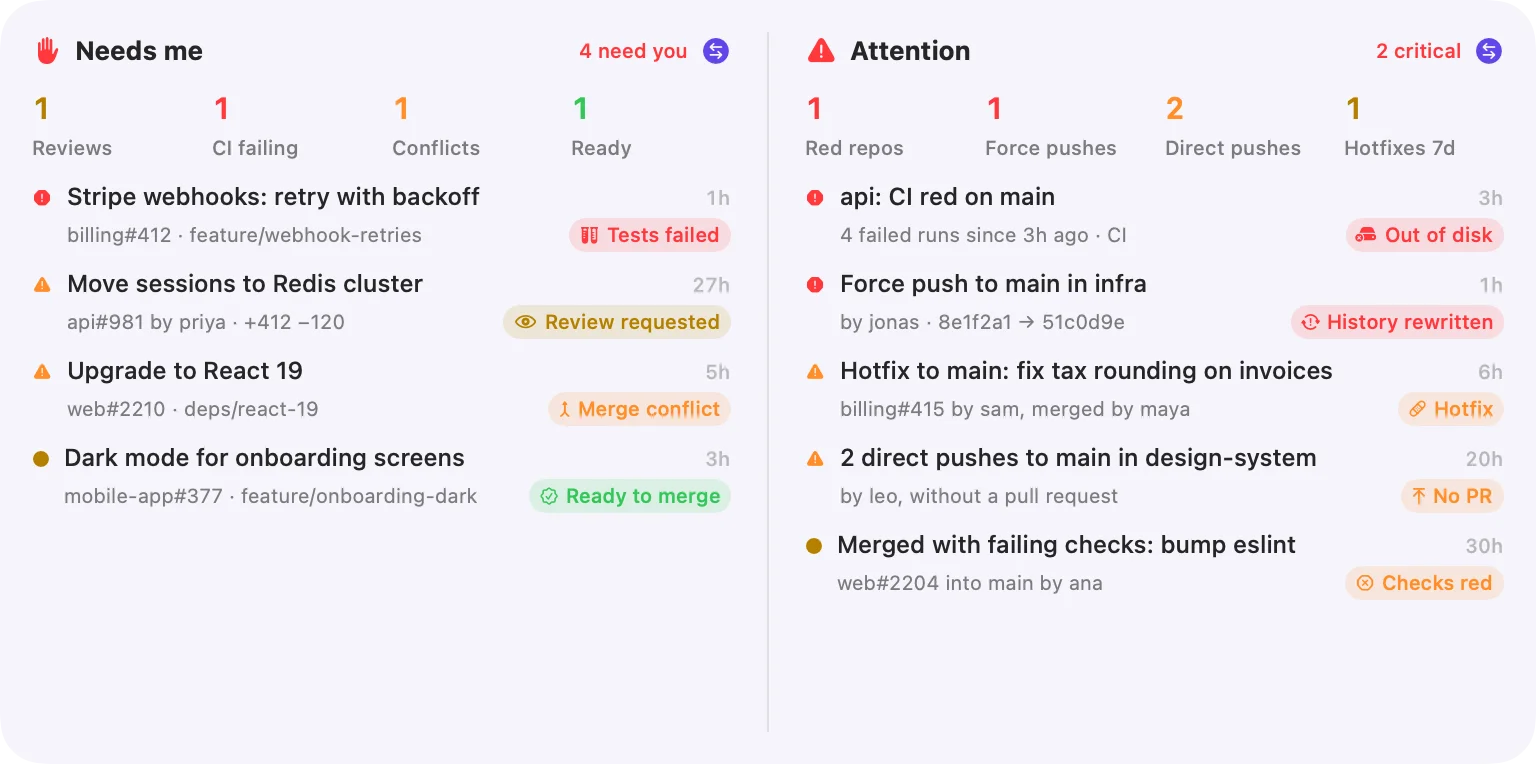 Needs me
4 need you
1
Reviews
1
CI failing
1
Conflicts
1
Ready
Stripe webhooks: retry with backoff
1h
billing#412 · feature/webhook-retries
Tests failed
Move sessions to Redis cluster
27h
api#981 by priya · +412 −120
Review requested
Upgrade to React 19
5h
web#2210 · deps/react-19
Merge conflict
Dark mode for onboarding screens
3h
mobile-app#377 · feature/onboarding-dark
Ready to merge
Attention
2 critical
1
Red repos
1
Force pushes
2
Direct pushes
1
Hotfixes 7d
api: CI red on main
3h
4 failed runs since 3h ago · CI
Out of disk
Force push to main in infra
1h
by jonas · 8e1f2a1 → 51c0d9e
History rewritten
Hotfix to main: fix tax rounding on invoices
6h
billing#415 by sam, merged by maya
Hotfix
2 direct pushes to main in design-system
20h
by leo, without a pull request
No PR
Merged with failing checks: bump eslint
30h
web#2204 into main by ana
Checks red